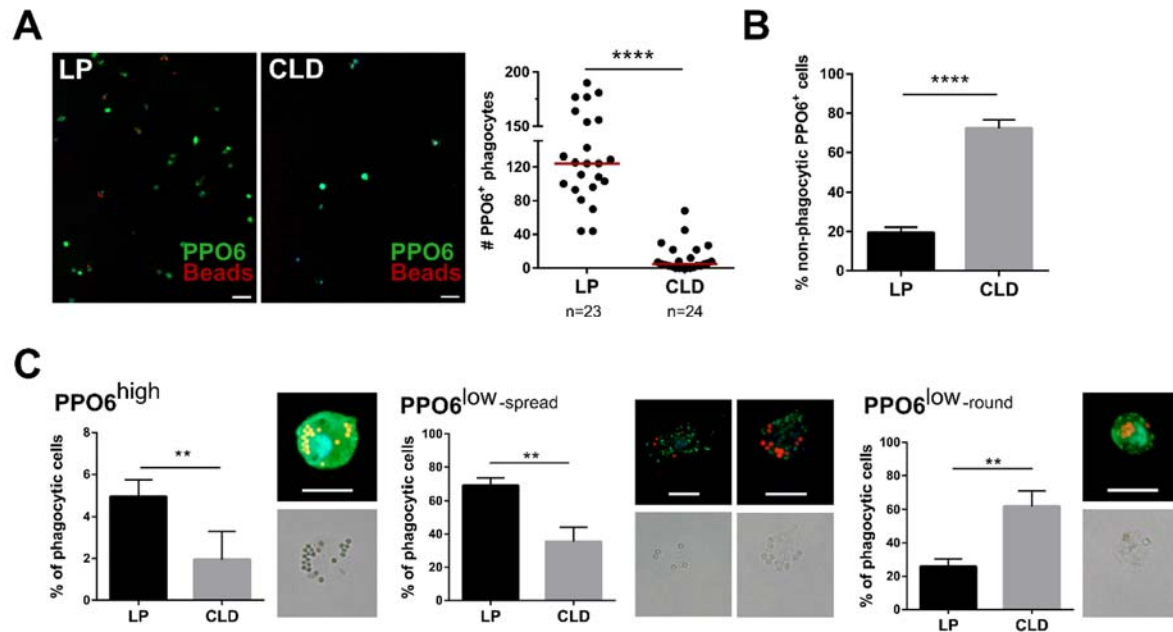 A
LP
PPO6
Beads
CLD
PPO6
Beads
****
# PPO6+ phagocytes
200
150
120
80
40
0
LP
CLD
n=23
n=24
B
****
% non-phagocytic PPO6+ cells
100
80
60
40
20
0
LP
CLD
C
PPO6high
**
% of phagocytic cells
8
6
4
2
0
LP
CLD
PPO6low-spread
**
% of phagocytic cells
100
80
60
40
20
0
LP
CLD
PPO6low-round
**
% of phagocytic cells
100
80
60
40
20
0
LP
CLD